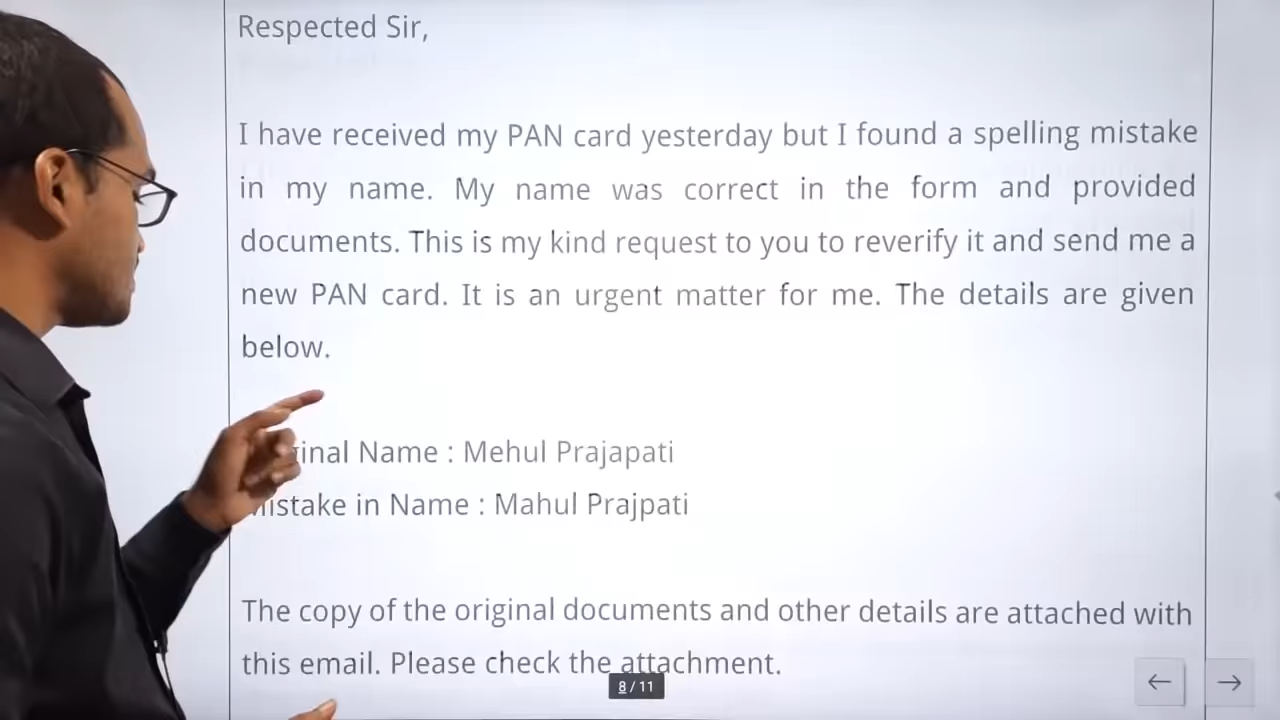 Respected Sir,
I have received my PAN card yesterday but I found a spelling mistake
in my name. My name was correct in the form and provided
documents. This is my kind request to you to reverify it and send me a
new PAN card. It is an urgent matter for me. The details are given
below.
ginal Name : Mehul Prajapati
Mistake in Name : Mahul Prajpati
The copy of the original documents and other details are attached with
this email. Please check the attachment.
8 / 11